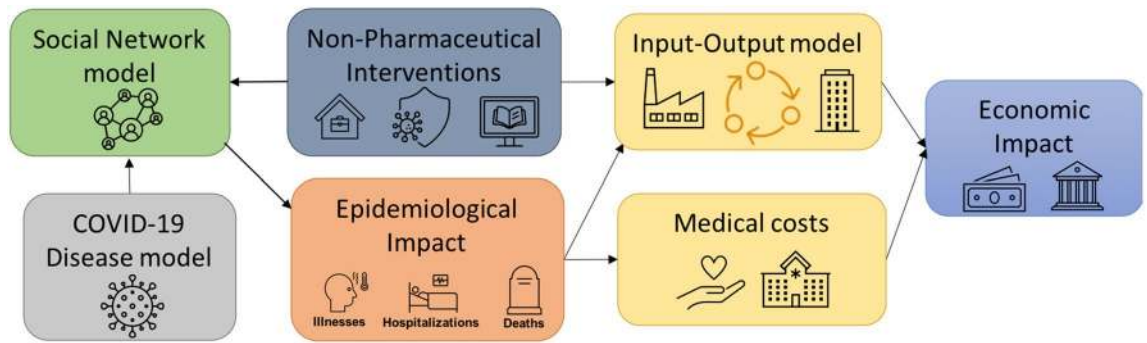 Social Network
model
Non-Pharmaceutical
Interventions
Input-Output model
Economic
Impact
COVID-19
Disease model
Epidemiological
Impact
Illnesses
Hospitalizations
Deaths
Medical costs